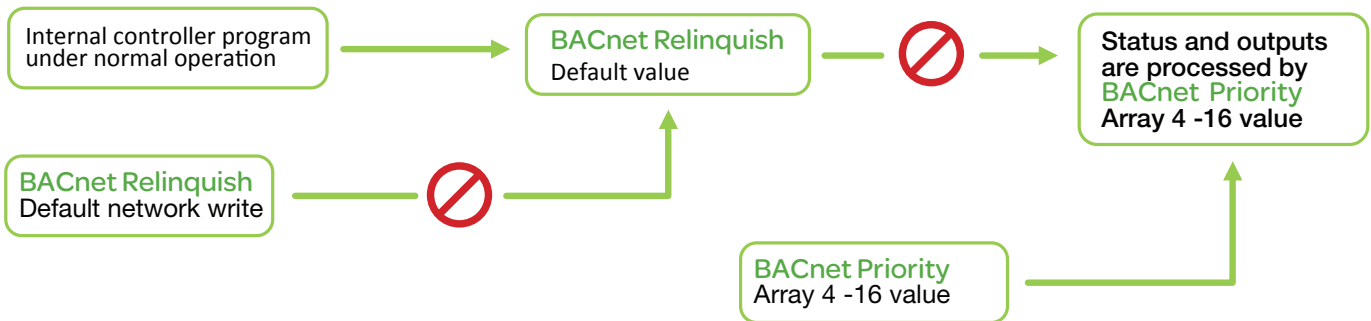 Internal controller program
under normal operation
BACnet Relinquish
Default value
Status and outputs
are processed by
BACnet Priority
Array 4 -16 value
BACnet Relinquish
Default network write
BACnet Priority
Array 4 -16 value